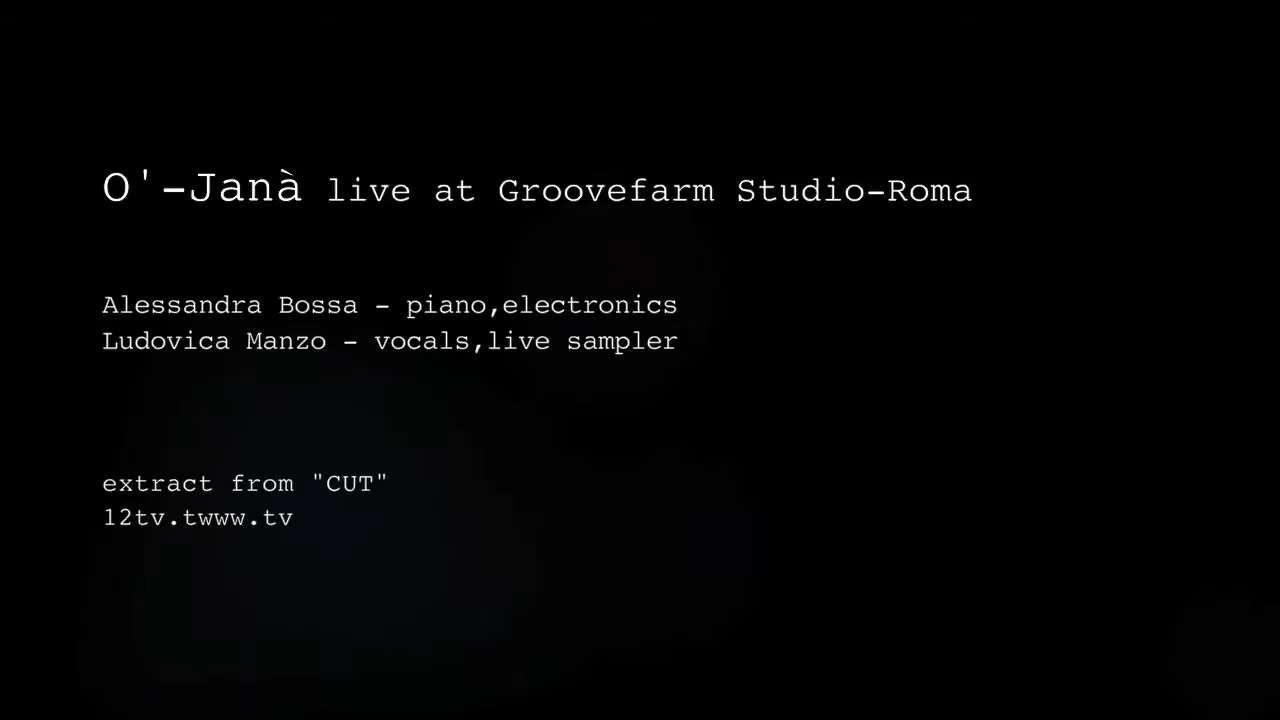 O'-Janà live at Groovefarm Studio-Roma
Alessandra Bossa - piano,electronics
Ludovica Manzo - vocals,live sampler
extract from "CUT"
12tv.twww.tv